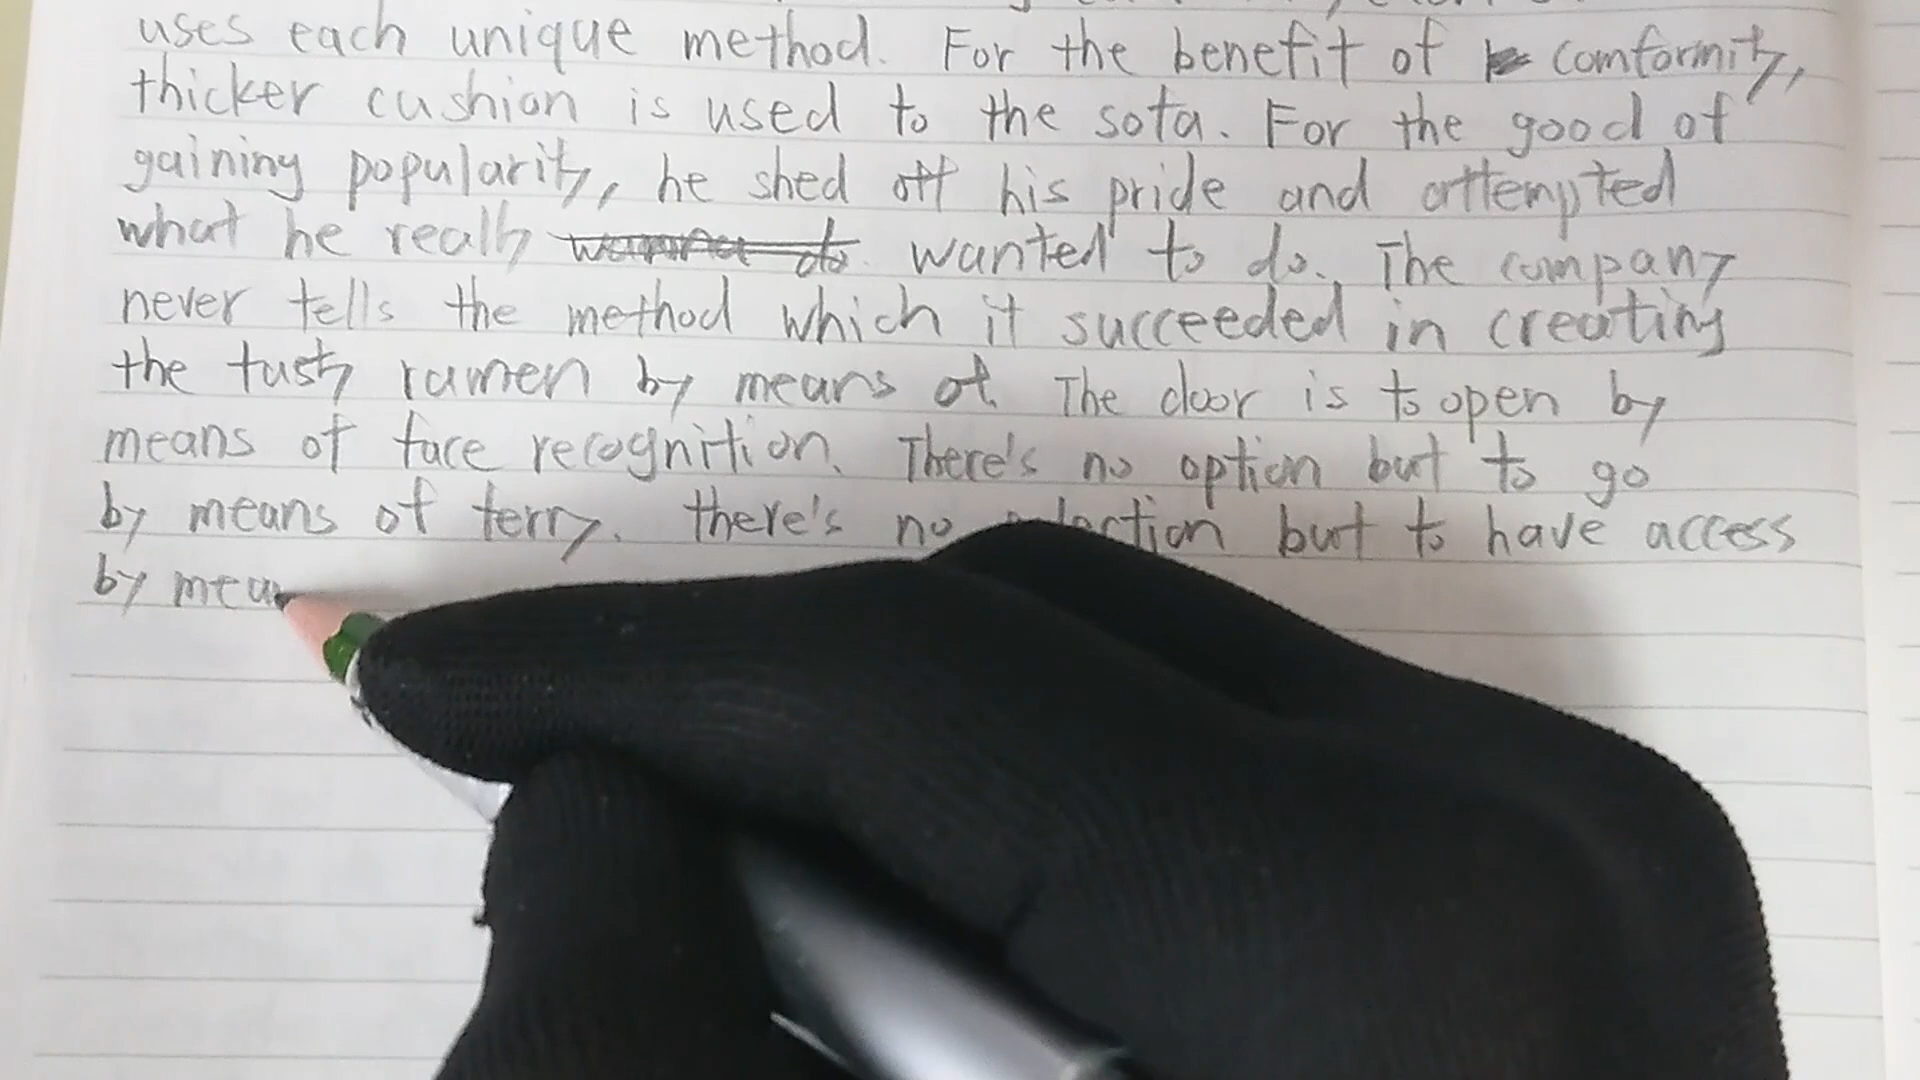 uses each unique method. For the benefit of comformity,
thicker cushion is used to the sofa. For the good of
gaining popularity, he shed off his pride and attempted
what he really wanna do wanted to do. The company
never tells the method which it succeeded in creating
the tasty ramen by means of. The door is to open by
means of face recognition. There's no option but to go
by means of ferry. there's no but to have access
by mea